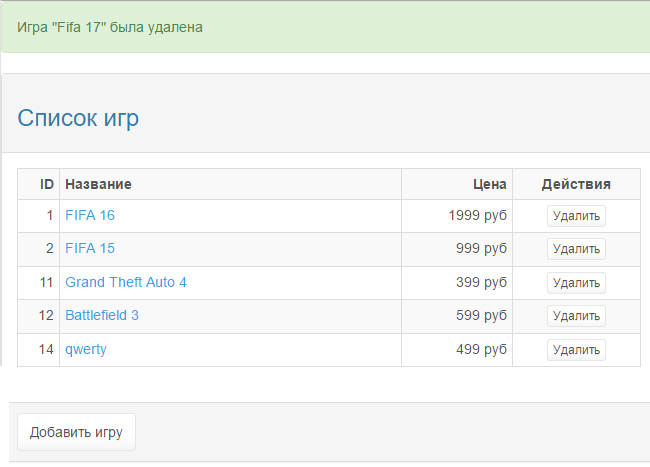 Игра "Fifa 17" была удалена
Список игр
ID Название Цена Действия
1 FIFA 16 1999 руб Удалить
2 FIFA 15 999 руб Удалить
11 Grand Theft Auto 4 399 руб Удалить
12 Battlefield 3 599 руб Удалить
14 qwerty 499 руб Удалить
Добавить игру